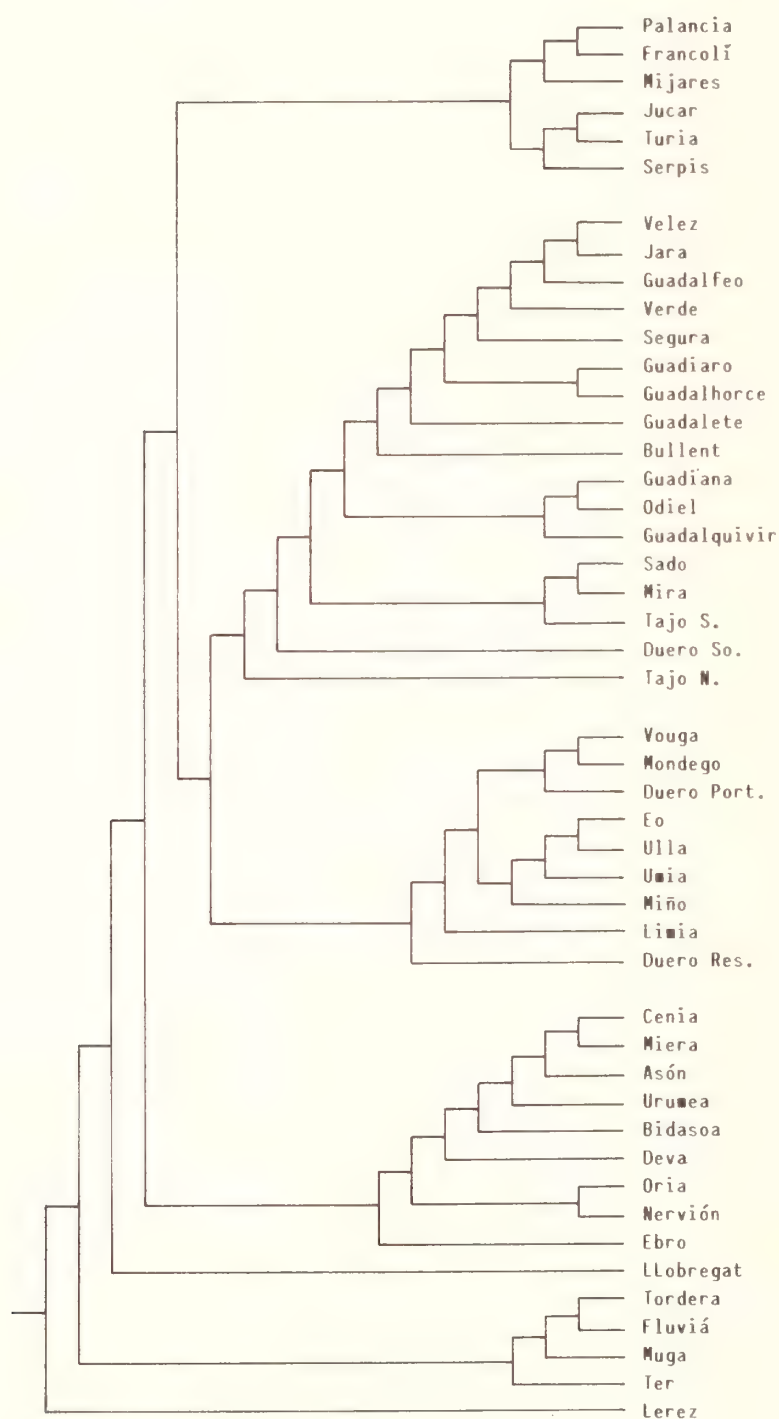 Palancia
Francolí
Mijares
Jucar
Turia
Serpis
Velez
Jara
Guadalfeo
Verde
Segura
Guadiaro
Guadalhorce
Guadalete
Bullent
Guadiana
Odiel
Guadalquivir
Sado
Mira
Tajo S.
Duero So.
Tajo N.
Vouga
Mondego
Duero Port.
Eo
Ulla
Umia
Miño
Limia
Duero Res.
Cenia
Miera
Asón
Urumea
Bidasoa
Deva
Oria
Nervión
Ebro
LLobregat
Tordera
Fluviá
Muga
Ter
Lerez